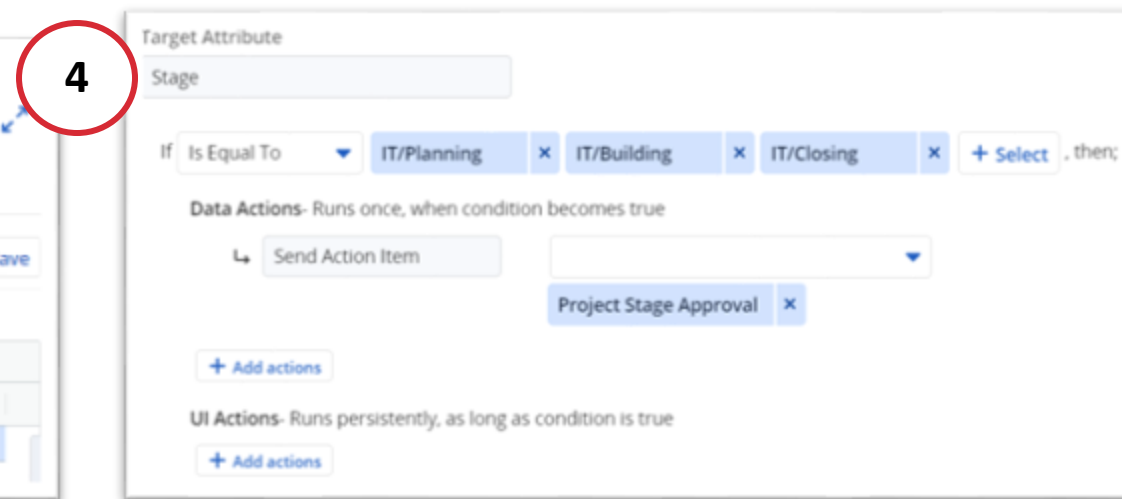 4
Target Attribute
Stage
If Is Equal To IT/Planning × IT/Building × IT/Closing × + Select , then;
Data Actions- Runs once, when condition becomes true
ave
↳ Send Action Item
Project Stage Approval ×
+ Add actions
UI Actions- Runs persistently, as long as condition is true
+ Add actions